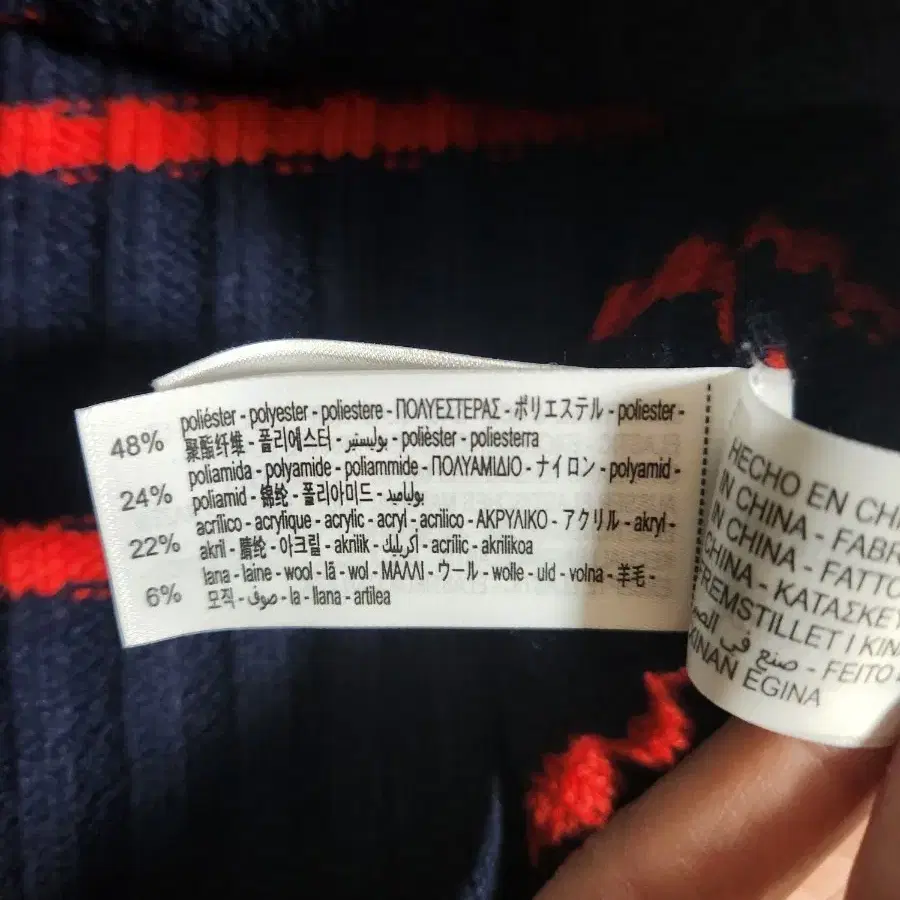 48% poliéster - polyester - poliestere - ΠΟΛΥΕΣΤΕΡΑΣ - ポリエステル - poliester -
聚酯纤维 - 폴리에스터 - بوليستير - polièster - poliesterra
24% poliamida - polyamide - poliammide - ΠΟΛΥΑΜΙΔΙΟ - ナイロン - polyamid -
poliamid - 锦纶 - 폴리아미드 - بولياميد
22% acrílico - acrylique - acrylic - acryl - acrilico - ΑΚΡΥΛΙΚΟ - アクリル - akryl -
akril - 腈纶 - 아크릴 - akrilik - أكريليك - acrílic - akrilikoa
6% lana - laine - wool - lã - wol - ΜΑΛΛΙ - ウール - wolle - uld - volna - 羊毛 -
모직 - صوف - la - llana - artilea
HECHO EN CHI
IN CHINA - FABR
IN CHINA - FATTO
CHINA - ΚΑΤΑΣΚΕΥ
FREMSTILLET I KIN
صنع في الص - FEITO
KINAN EGINA